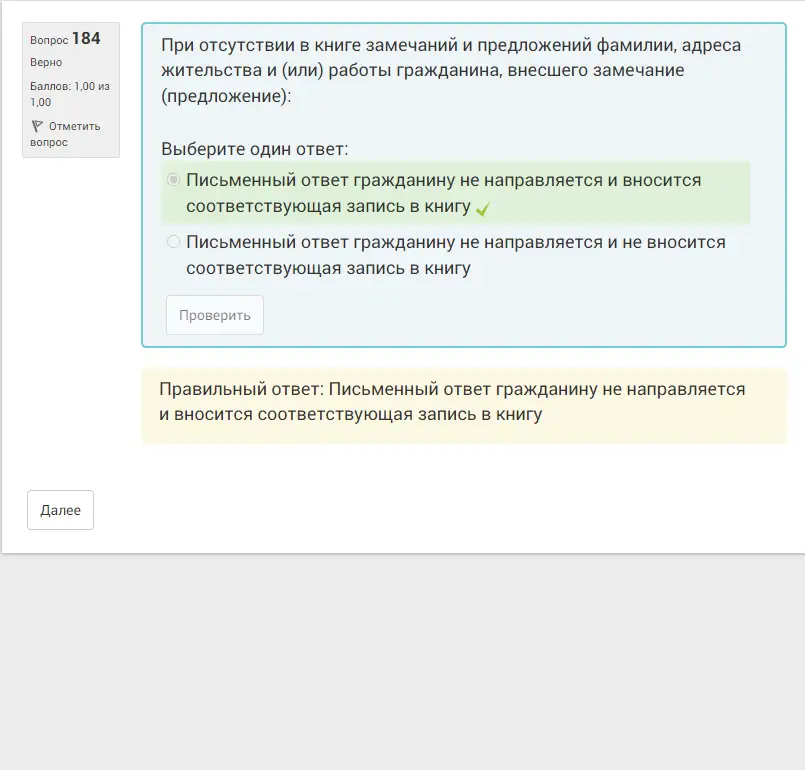 Вопрос 184
Верно
Баллов: 1,00 из
1,00
Отметить
вопрос
При отсутствии в книге замечаний и предложений фамилии, адреса
жительства и (или) работы гражданина, внесшего замечание
(предложение):
Выберите один ответ:
Письменный ответ гражданину не направляется и вносится
соответствующая запись в книгу
Письменный ответ гражданину не направляется и не вносится
соответствующая запись в книгу
Проверить
Правильный ответ: Письменный ответ гражданину не направляется
и вносится соответствующая запись в книгу
Далее